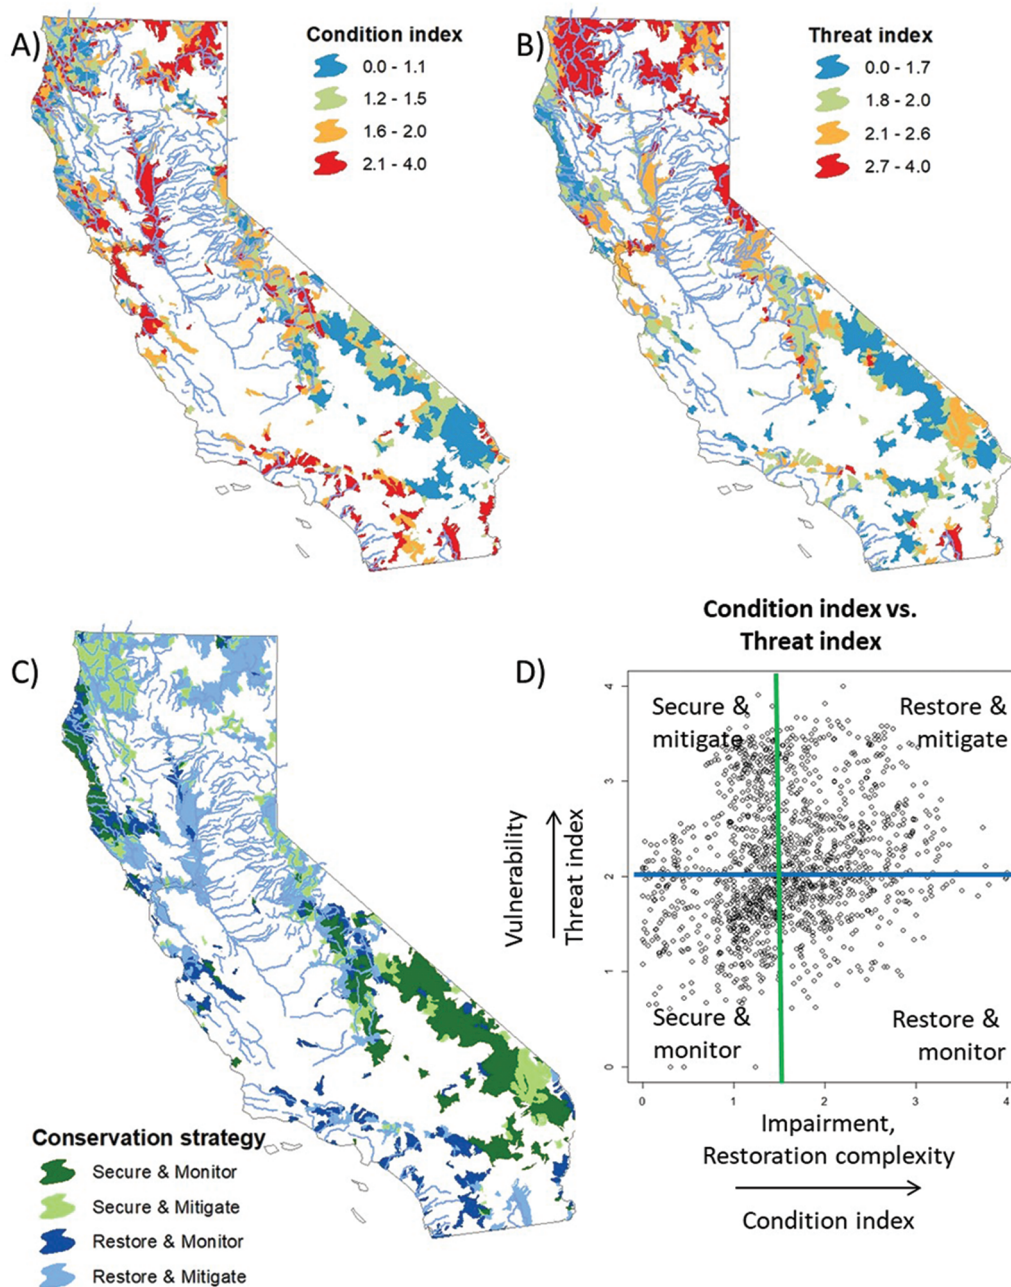 A)
Condition index
0.0 - 1.1
1.2 - 1.5
1.6 - 2.0
2.1 - 4.0
B)
Threat index
0.0 - 1.7
1.8 - 2.0
2.1 - 2.6
2.7 - 4.0
C)
Conservation strategy
Secure & Monitor
Secure & Mitigate
Restore & Monitor
Restore & Mitigate
D)
Condition index vs.
Threat index
Secure &
mitigate
Restore &
mitigate
Secure &
monitor
Restore &
monitor
Vulnerability
Threat index
4
3
2
1
0
0 1 2 3 4
Impairment,
Restoration complexity
Condition index